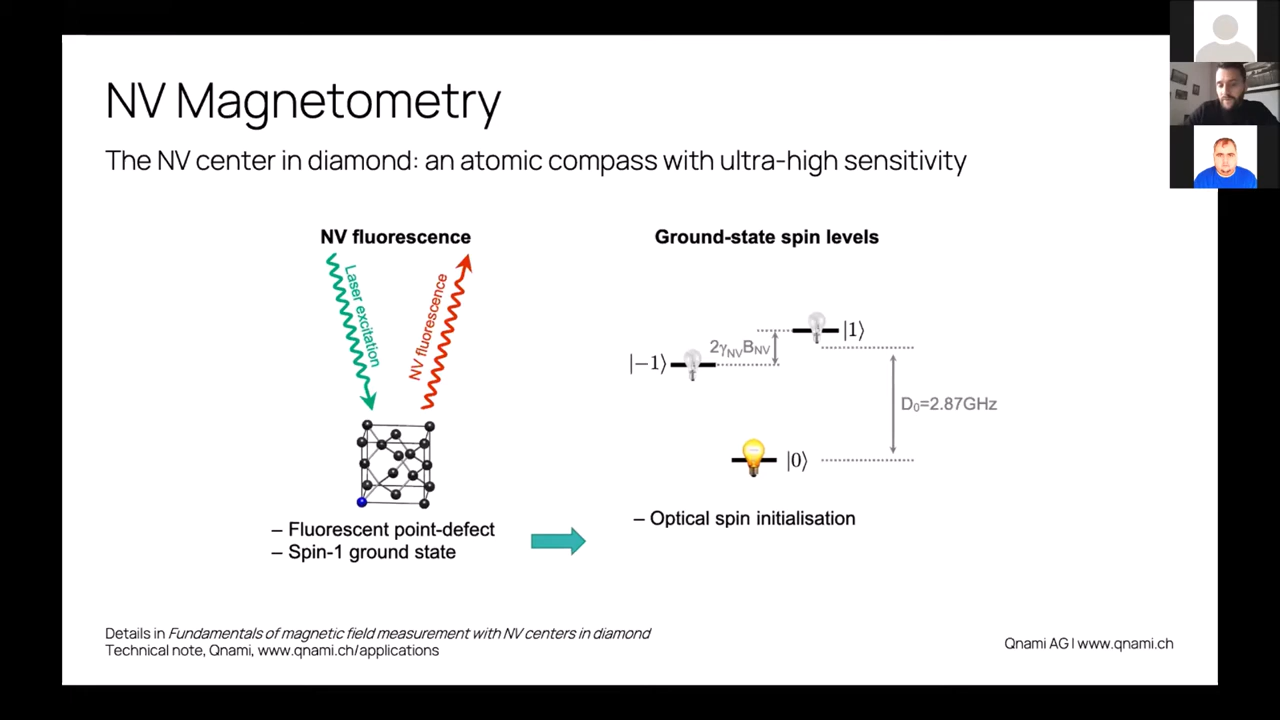 NV Magnetometry
The NV center in diamond: an atomic compass with ultra-high sensitivity
NV fluorescence
Laser excitation
NV fluorescence
– Fluorescent point-defect
– Spin-1 ground state
Ground-state spin levels
|1⟩
2γNVBNV
|−1⟩
D₀=2.87GHz
|0⟩
– Optical spin initialisation
Details in Fundamentals of magnetic field measurement with NV centers in diamond
Technical note, Qnami, www.qnami.ch/applications
Qnami AG | www.qnami.ch